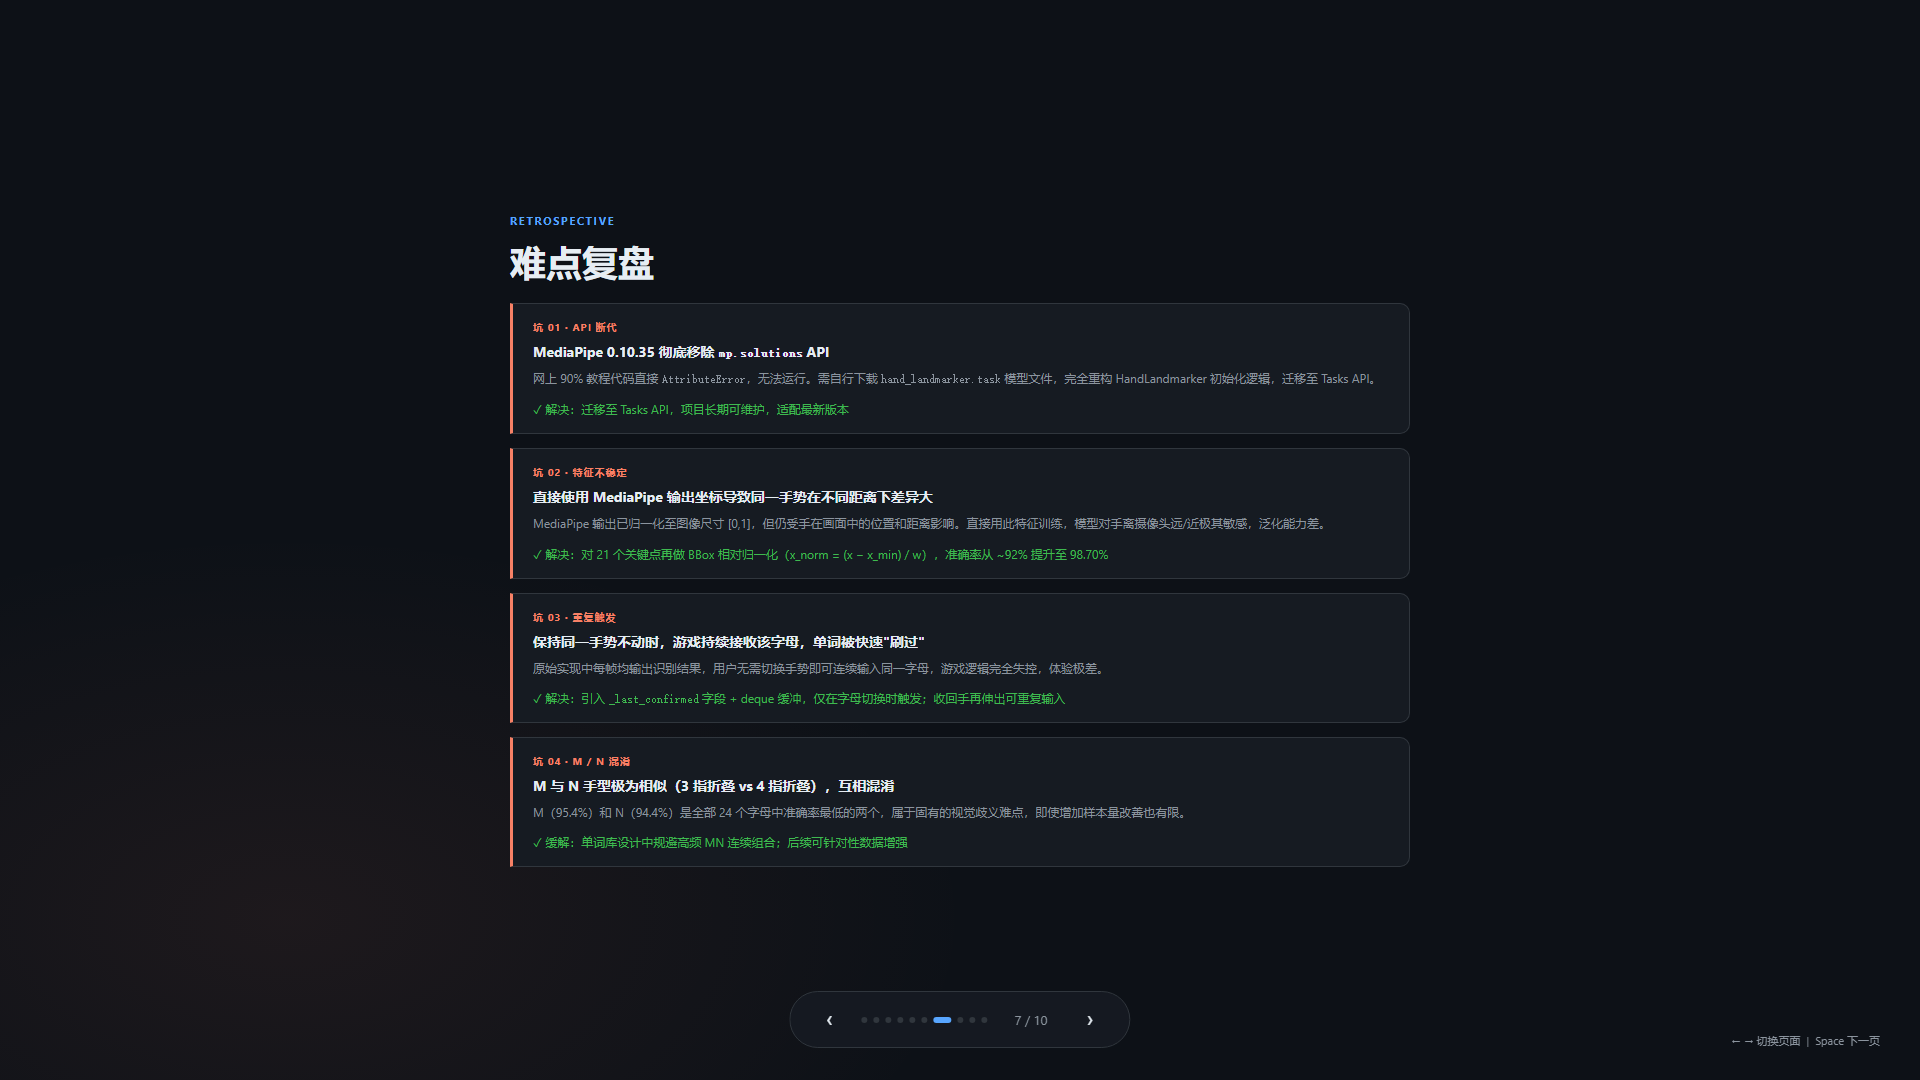 RETROSPECTIVE
难点复盘
坑 01 · API 断代
MediaPipe 0.10.35 彻底移除 mp.solutions API
网上 90% 教程代码直接 AttributeError，无法运行。需自行下载 hand_landmarker.task 模型文件，完全重构 HandLandmarker 初始化逻辑，迁移至 Tasks API。
✓ 解决：迁移至 Tasks API，项目长期可维护，适配最新版本
坑 02 · 特征不稳定
直接使用 MediaPipe 输出坐标导致同一手势在不同距离下差异大
MediaPipe 输出已归一化至图像尺寸 [0,1]，但仍受手在画面中的位置和距离影响。直接用此特征训练，模型对手离摄像头远/近极其敏感，泛化能力差。
✓ 解决：对 21 个关键点再做 BBox 相对归一化（x_norm = (x − x_min) / w），准确率从 ~92% 提升至 98.70%
坑 03 · 重复触发
保持同一手势不动时，游戏持续接收该字母，单词被快速"刷过"
原始实现中每帧均输出识别结果，用户无需切换手势即可连续输入同一字母，游戏逻辑完全失控，体验极差。
✓ 解决：引入 _last_confirmed 字段 + deque 缓冲，仅在字母切换时触发；收回手再伸出可重复输入
坑 04 · M / N 混淆
M 与 N 手型极为相似（3 指折叠 vs 4 指折叠），互相混淆
M（95.4%）和 N（94.4%）是全部 24 个字母中准确率最低的两个，属于固有的视觉歧义难点，即使增加样本量改善也有限。
✓ 缓解：单词库设计中规避高频 MN 连续组合；后续可针对性数据增强
‹ 7 / 10 ›
← → 切换页面 | Space 下一页